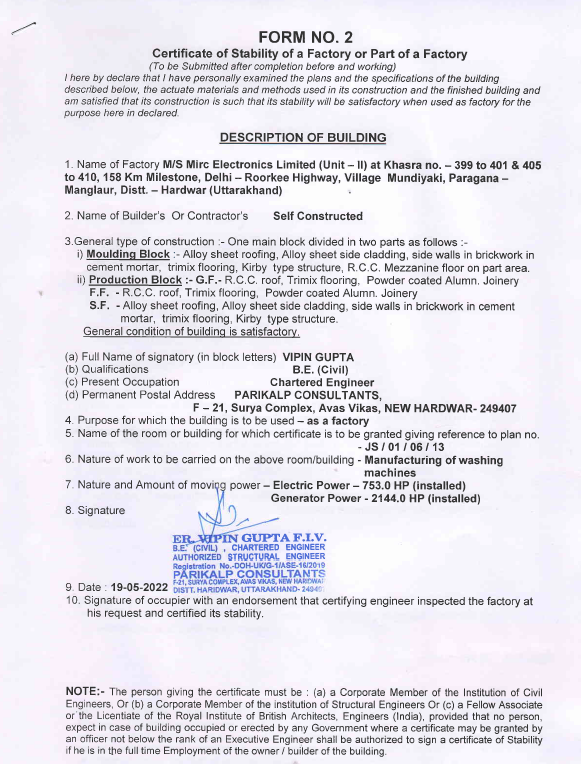 FORM NO. 2
Certificate of Stability of a Factory or Part of a Factory
(To be Submitted after completion before and working)
I here by declare that I have personally examined the plans and the specifications of the building
described below, the actuate materials and methods used in its construction and the finished building and
am satisfied that its construction is such that its stability will be satisfactory when used as factory for the
purpose here in declared.
DESCRIPTION OF BUILDING
1. Name of Factory M/S Mirc Electronics Limited (Unit – II) at Khasra no. – 399 to 401 & 405
to 410, 158 Km Milestone, Delhi – Roorkee Highway, Village Mundiyaki, Paragana –
Manglaur, Distt. – Hardwar (Uttarakhand)
2. Name of Builder's Or Contractor's Self Constructed
3.General type of construction :- One main block divided in two parts as follows :-
i) Moulding Block :- Alloy sheet roofing, Alloy sheet side cladding, side walls in brickwork in
cement mortar, trimix flooring, Kirby type structure, R.C.C. Mezzanine floor on part area.
ii) Production Block :- G.F.- R.C.C. roof, Trimix flooring, Powder coated Alumn. Joinery
F.F. - R.C.C. roof, Trimix flooring, Powder coated Alumn. Joinery
S.F. - Alloy sheet roofing, Alloy sheet side cladding, side walls in brickwork in cement
mortar, trimix flooring, Kirby type structure.
General condition of building is satisfactory.
(a) Full Name of signatory (in block letters) VIPIN GUPTA
(b) Qualifications B.E. (Civil)
(c) Present Occupation Chartered Engineer
(d) Permanent Postal Address PARIKALP CONSULTANTS,
F – 21, Surya Complex, Avas Vikas, NEW HARDWAR- 249407
4. Purpose for which the building is to be used – as a factory
5. Name of the room or building for which certificate is to be granted giving reference to plan no.
- JS / 01 / 06 / 13
6. Nature of work to be carried on the above room/building - Manufacturing of washing
machines
7. Nature and Amount of moving power – Electric Power – 753.0 HP (installed)
Generator Power - 2144.0 HP (installed)
8. Signature
ER. VIPIN GUPTA F.I.V.
B.E. (CIVIL) , CHARTERED ENGINEER
AUTHORIZED STRUCTURAL ENGINEER
Registration No.-DOH-UK/G-1/ASE-16/2019
PARIKALP CONSULTANTS
F-21, SURYA COMPLEX, AVAS VIKAS, NEW HARDWAR
DISTT. HARIDWAR, UTTARAKHAND-
9. Date : 19-05-2022
10. Signature of occupier with an endorsement that certifying engineer inspected the factory at
his request and certified its stability.
NOTE:- The person giving the certificate must be : (a) a Corporate Member of the Institution of Civil
Engineers, Or (b) a Corporate Member of the institution of Structural Engineers Or (c) a Fellow Associate
or the Licentiate of the Royal Institute of British Architects, Engineers (India), provided that no person,
expect in case of building occupied or erected by any Government where a certificate may be granted by
an officer not below the rank of an Executive Engineer shall be authorized to sign a certificate of Stability
if he is in the full time Employment of the owner / builder of the building.